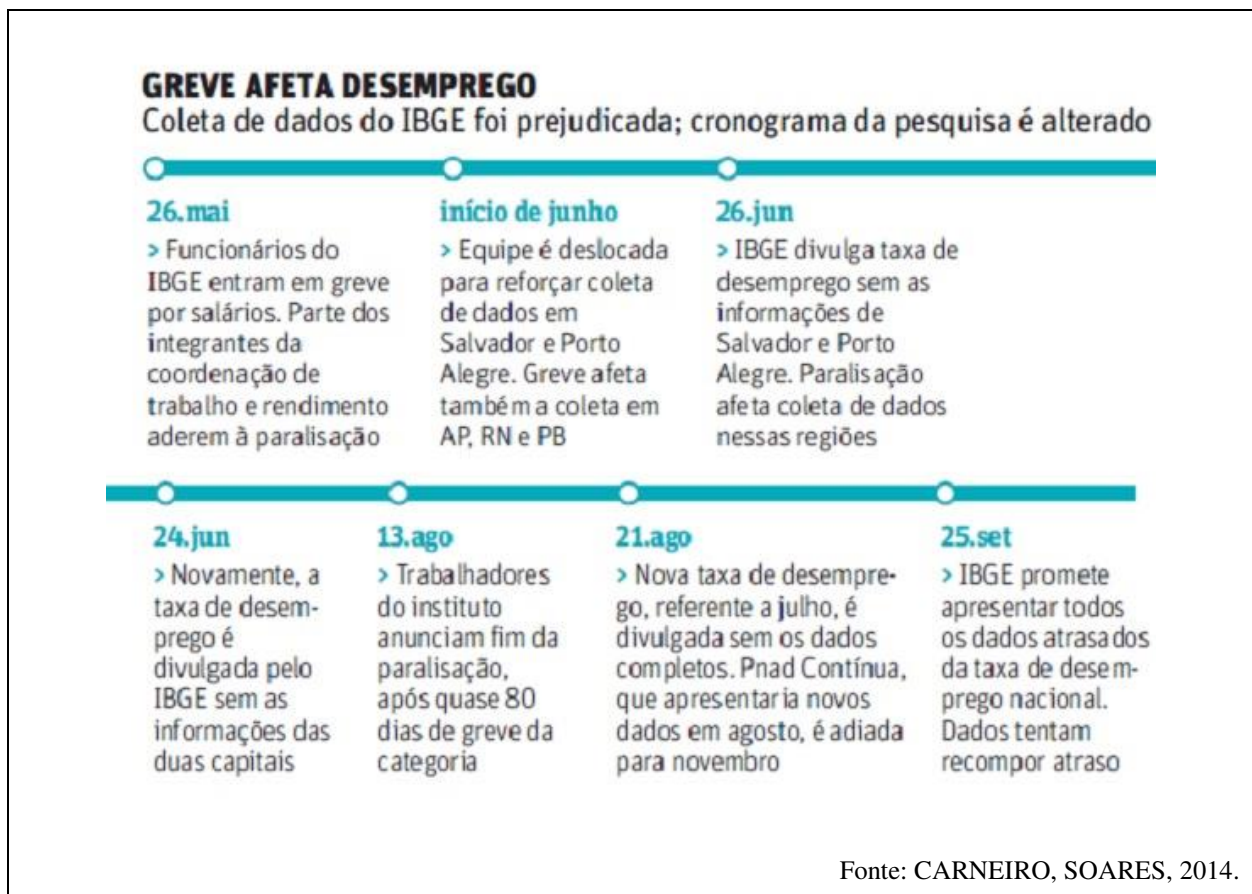 GREVE AFETA DESEMPREGO
Coleta de dados do IBGE foi prejudicada; cronograma da pesquisa é alterado
26.mai
> Funcionários do
IBGE entram em greve
por salários. Parte dos
integrantes da
coordenação de
trabalho e rendimento
aderem à paralisação
início de junho
> Equipe é deslocada
para reforçar coleta
de dados em
Salvador e Porto
Alegre. Greve afeta
também a coleta em
AP, RN e PB
26.jun
> IBGE divulga taxa de
desemprego sem as
informações de
Salvador e Porto
Alegre. Paralisação
afeta coleta de dados
nessas regiões
24.jun
> Novamente, a
taxa de desem-
prego é
divulgada pelo
IBGE sem as
informações das
duas capitais
13.ago
> Trabalhadores
do instituto
anunciam fim da
paralisação,
após quase 80
dias de greve da
categoria
21.ago
> Nova taxa de desempre-
go, referente a julho, é
divulgada sem os dados
completos. Pnad Contínua,
que apresentaria novos
dados em agosto, é adiada
para novembro
25.set
> IBGE promete
apresentar todos
os dados atrasados
da taxa de desem-
prego nacional.
Dados tentam
recompor atraso
Fonte: CARNEIRO, SOARES, 2014.